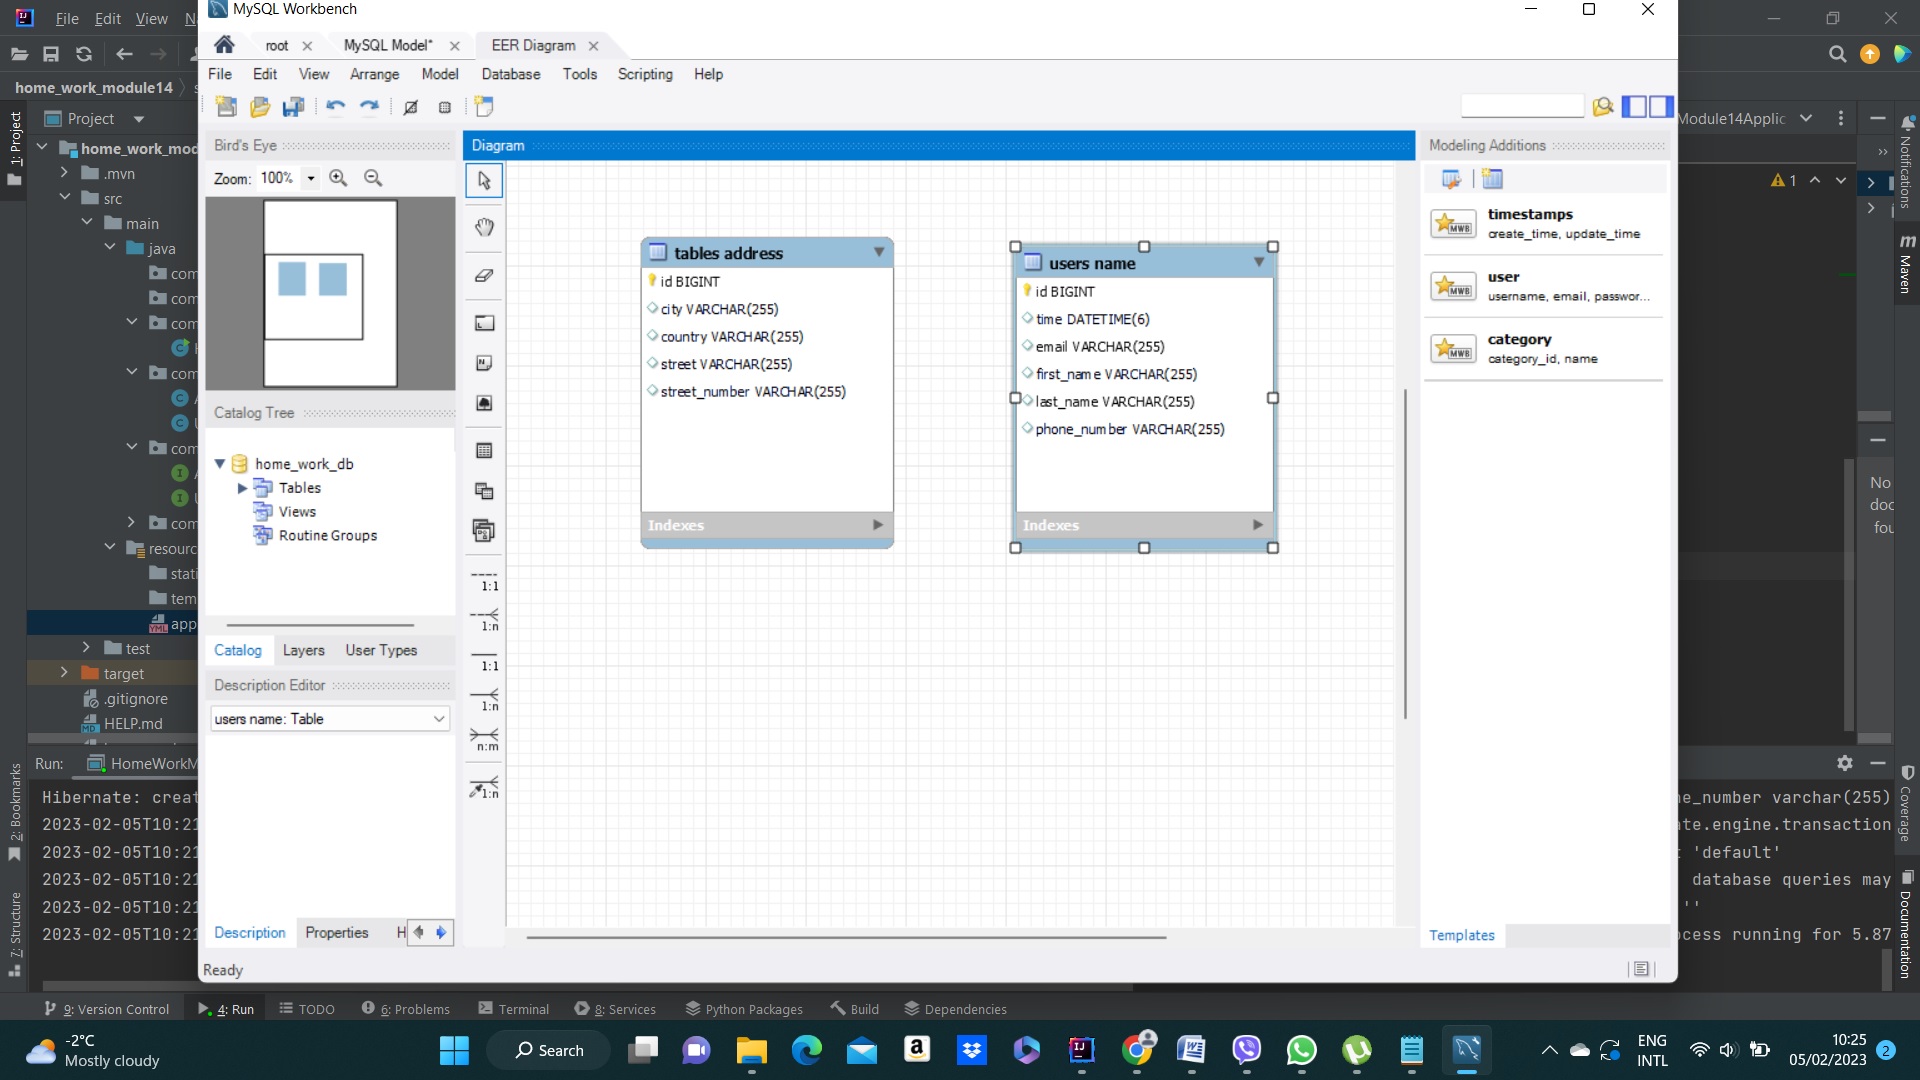 MySQL Workbench
File Edit View N
root
MySQL Model*
EER Diagram
File Edit View Arrange Model Database Tools Scripting Help
home_work_module14
Module14Applic
1: Project
Project
home_work_mod
.mvn
src
main
java
com
com
com
com
com
com
resourc
stati
tem
app
test
target
.gitignore
HELP.md
Bird's Eye
Zoom: 100%
Catalog Tree
home_work_db
Tables
Views
Routine Groups
Catalog Layers User Types
Description Editor
users name: Table
Description Properties H
Ready
Diagram
1:1
1:n
1:1
1:n
n:m
1:n
tables address
id BIGINT
city VARCHAR(255)
country VARCHAR(255)
street VARCHAR(255)
street_number VARCHAR(255)
Indexes
users name
id BIGINT
time DATETIME(6)
email VARCHAR(255)
first_name VARCHAR(255)
last_name VARCHAR(255)
phone_number VARCHAR(255)
Indexes
Modeling Additions
timestamps
create_time, update_time
user
username, email, passwor...
category
category_id, name
Templates
1
No
doc
fou
Notifications
Maven
Coverage
Documentation
2: Bookmarks
7: Structure
Run: HomeWorkM
Hibernate: creat
2023-02-05T10:21
2023-02-05T10:21
2023-02-05T10:21
2023-02-05T10:21
2023-02-05T10:21
ne_number varchar(255)
ate.engine.transaction
t 'default'
database queries may
''
ocess running for 5.87
9: Version Control 4: Run TODO 6: Problems Terminal 8: Services Python Packages Build Dependencies
-2°C
Mostly cloudy
Search
ENG
INTL
10:25
05/02/2023
2